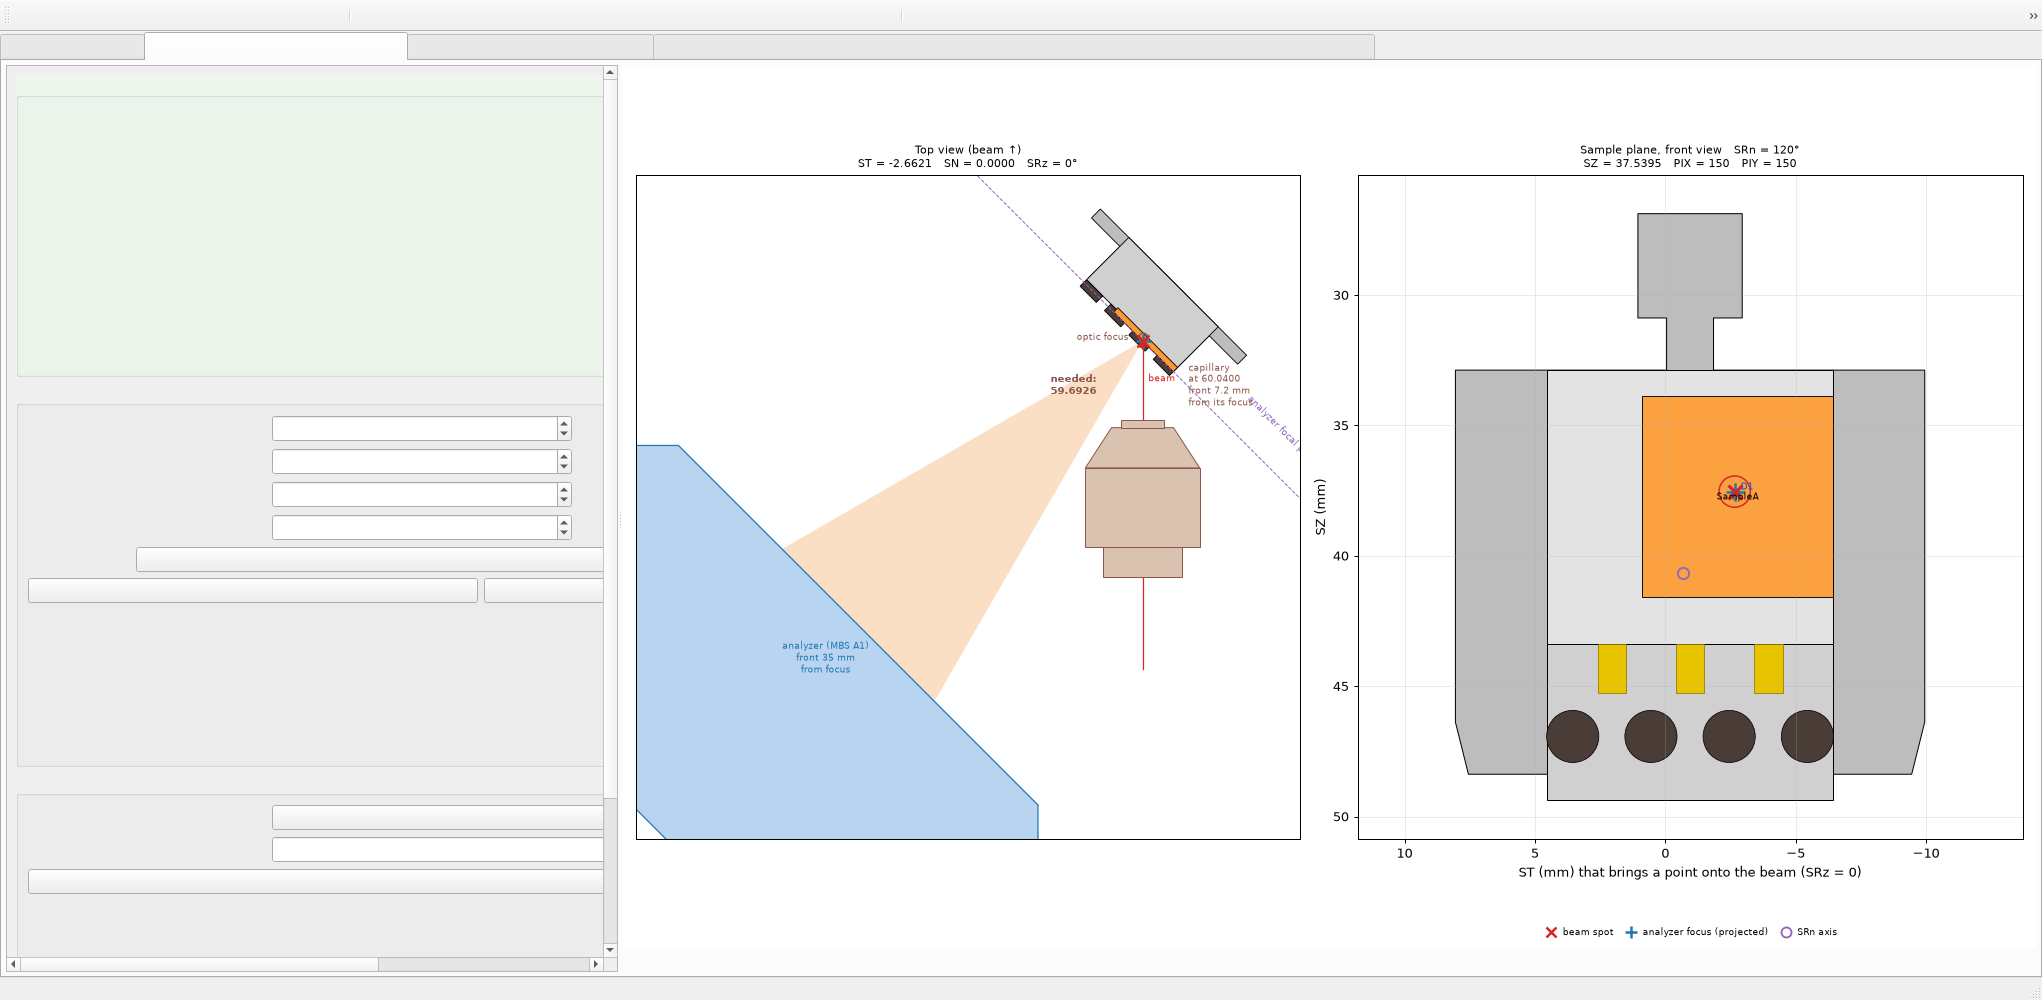 ››
Top view (beam ↑)
ST = -2.6621 SN = 0.0000 SRz = 0°
optic focus
needed:
59.6926
beam
capillary
at 60.0400
front 7.2 mm
from its focus
analyzer focal
analyzer (MBS A1)
front 35 mm
from focus
Sample plane, front view SRn = 120°
SZ = 37.5395 PIX = 150 PIY = 150
SZ (mm)
30
35
40
45
50
SampleA
10
5
0
−5
−10
ST (mm) that brings a point onto the beam (SRz = 0)
beam spot
analyzer focus (projected)
SRn axis